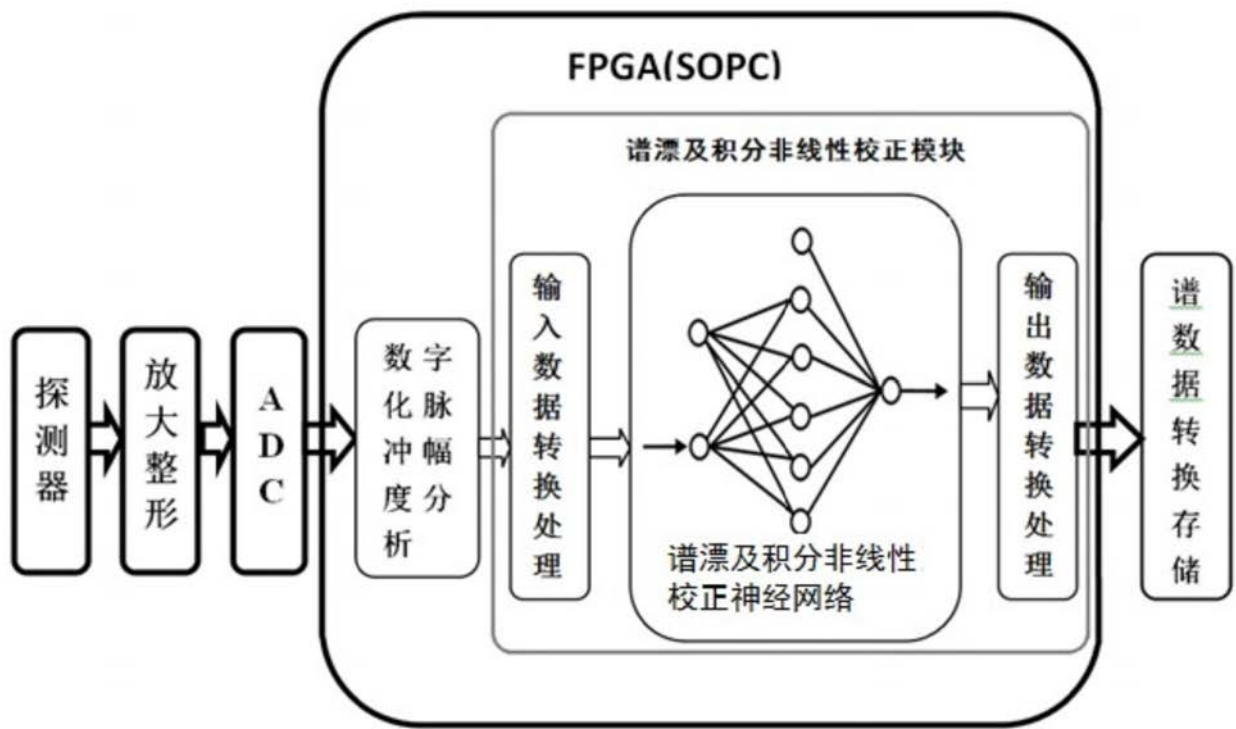 FPGA(SOPC)
谱漂及积分非线性校正模块
探测器
放大整形
ADC
数字化脉冲幅度分析
输入数据转换处理
谱漂及积分非线性
校正神经网络
输出数据转换处理
谱数据转换存储